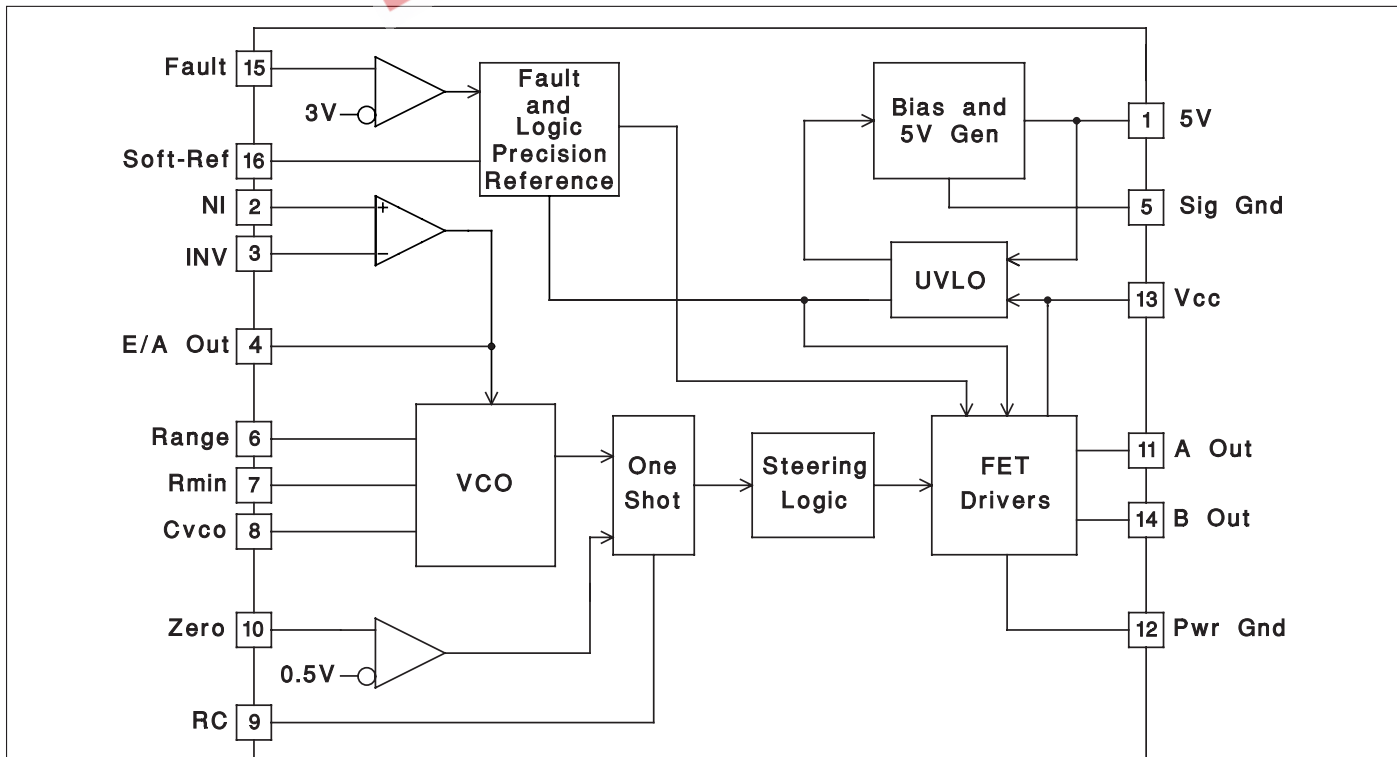 Fault 15
3V
Soft-Ref 16
NI 2
INV 3
E/A Out 4
Range 6
Rmin 7
Cvco 8
Zero 10
0.5V
RC 9
Fault
and
Logic
Precision
Reference
VCO
One
Shot
Steering
Logic
FET
Drivers
Bias and
5V Gen
UVLO
1 5V
5 Sig Gnd
13 Vcc
11 A Out
14 B Out
12 Pwr Gnd
+
−